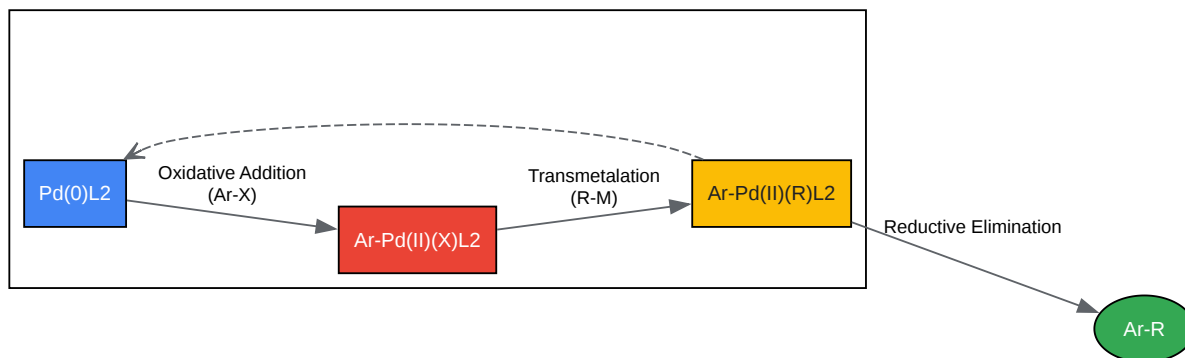 Pd(0)L2
Oxidative Addition
(Ar-X)
Ar-Pd(II)(X)L2
Transmetalation
(R-M)
Ar-Pd(II)(R)L2
Reductive Elimination
Ar-R